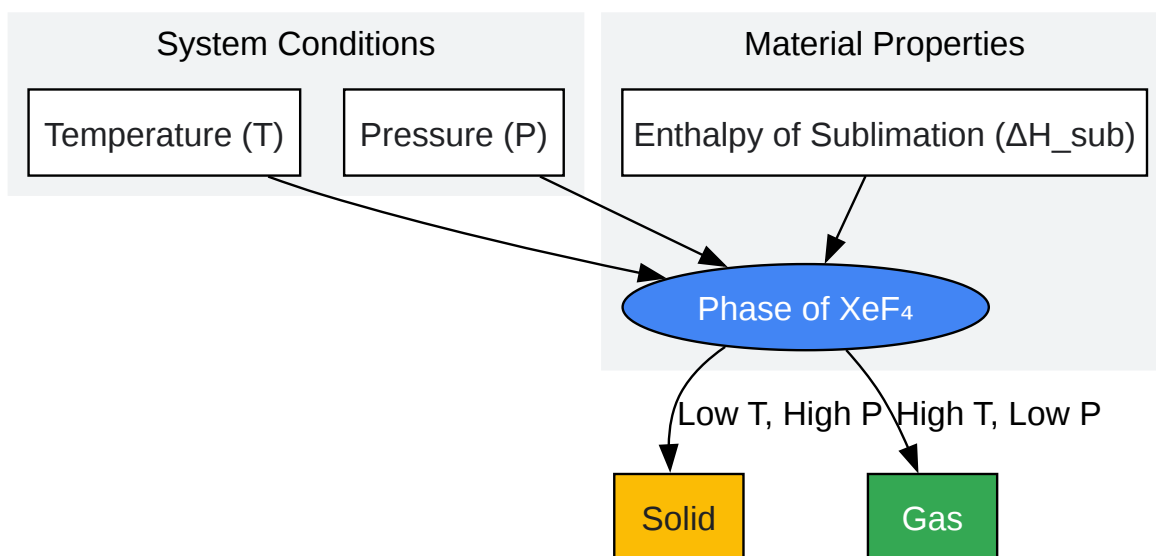 System Conditions
Material Properties
Temperature (T)
Pressure (P)
Enthalpy of Sublimation (ΔH_sub)
Phase of XeF₄
Low T, High P
High T, Low P
Solid
Gas